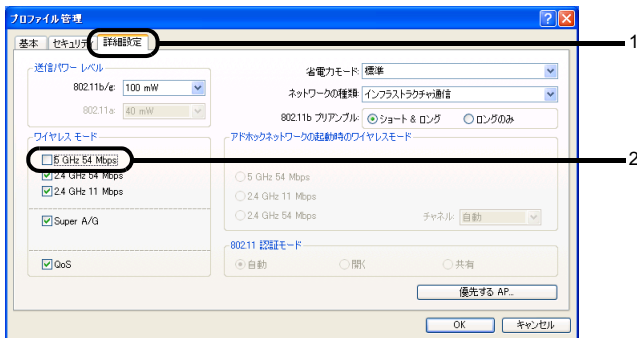 プロファイル管理
基本 セキュリティ 詳細設定
1
送信パワー レベル
802.11b/g: 100 mW
802.11a: 40 mW
省電力モード: 標準
ネットワークの種類: インフラストラクチャ通信
802.11b プリアンブル: ショート & ロング ロングのみ
ワイヤレス モード
5 GHz 54 Mbps
2
2.4 GHz 54 Mbps
2.4 GHz 11 Mbps
Super A/G
QoS
アドホックネットワークの起動時のワイヤレスモード
5 GHz 54 Mbps
2.4 GHz 11 Mbps
2.4 GHz 54 Mbps
チャネル: 自動
802.11 認証モード
自動 開く 共有
優先する AP...
OK キャンセル